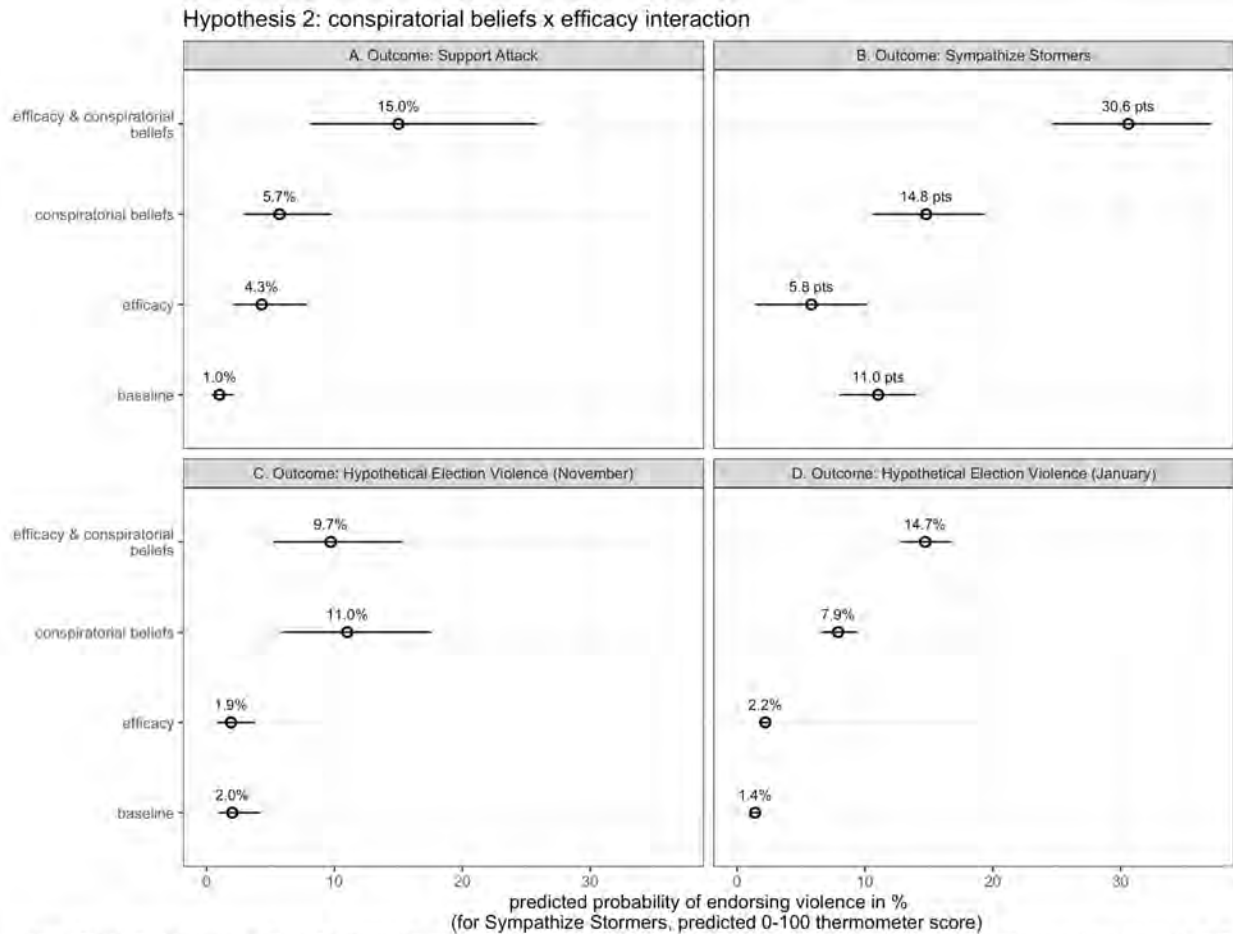 Hypothesis 2: conspiratorial beliefs x efficacy interaction
A. Outcome: Support Attack
efficacy & conspiratorial
beliefs
15.0%
conspiratorial beliefs
5.7%
efficacy
4.3%
baseline
1.0%
B. Outcome: Sympathize Stormers
30.6 pts
14.8 pts
5.8 pts
11.0 pts
C. Outcome: Hypothetical Election Violence (November)
efficacy & conspiratorial
beliefs
9.7%
conspiratorial beliefs
11.0%
efficacy
1.9%
baseline
2.0%
D. Outcome: Hypothetical Election Violence (January)
14.7%
7.9%
2.2%
1.4%
0 10 20 30
0 10 20 30
predicted probability of endorsing violence in %
(for Sympathize Stormers, predicted 0-100 thermometer score)